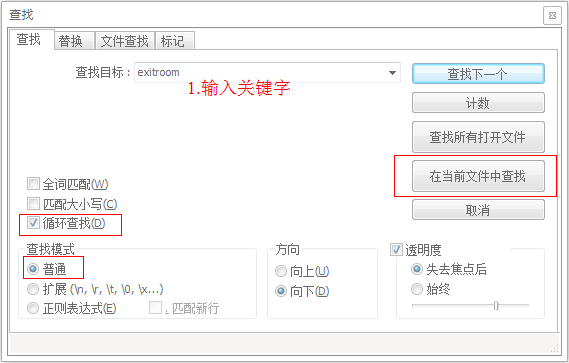 查找
查找 替换 文件查找 标记
查找目标： exitroom 查找下一个
1.输入关键字
计数
查找所有打开文件
在当前文件中查找
全词匹配(W)
匹配大小写(C)
取消
循环查找(D)
查找模式 方向 透明度
普通 向上(U) 失去焦点后
扩展 (\n, \r, \t, \0, \x...) 向下(D) 始终
正则表达式(E) . 匹配新行